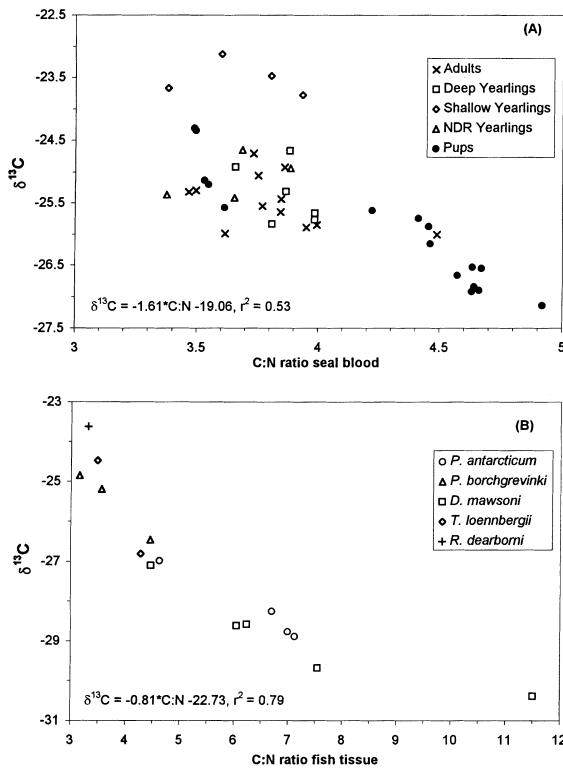 (A)
-22.5
-23.5
-24.5
-25.5
-26.5
-27.5
δ¹³C
× Adults
□ Deep Yearlings
◇ Shallow Yearlings
△ NDR Yearlings
● Pups
δ¹³C = -1.61*C:N -19.06, r² = 0.53
3 3.5 4 4.5 5
C:N ratio seal blood
(B)
-23
-25
-27
-29
-31
δ¹³C
○ P. antarcticum
△ P. borchgrevinki
□ D. mawsoni
◇ T. loennbergii
+ R. dearborni
δ¹³C = -0.81*C:N -22.73, r² = 0.79
3 4 5 6 7 8 9 10 11 12
C:N ratio fish tissue